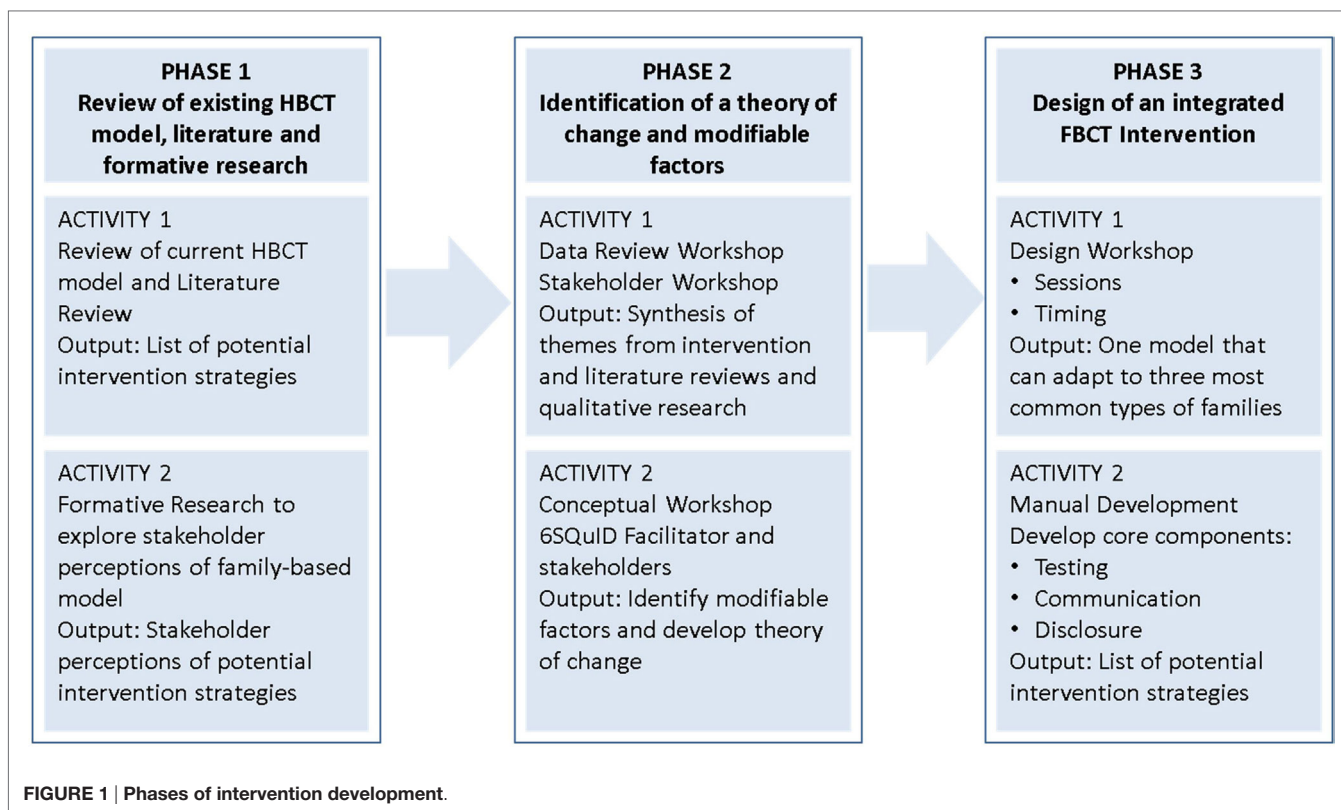 PHASE 1
Review of existing HBCT
model, literature and
formative research
ACTIVITY 1
Review of current HBCT
model and Literature
Review
Output: List of potential
intervention strategies
ACTIVITY 2
Formative Research to
explore stakeholder
perceptions of family-based
model
Output: Stakeholder
perceptions of potential
intervention strategies
PHASE 2
Identification of a theory of
change and modifiable
factors
ACTIVITY 1
Data Review Workshop
Stakeholder Workshop
Output: Synthesis of
themes from intervention
and literature reviews and
qualitative research
ACTIVITY 2
Conceptual Workshop
6SQuID Facilitator and
stakeholders
Output: Identify modifiable
factors and develop theory
of change
PHASE 3
Design of an integrated
FBCT Intervention
ACTIVITY 1
Design Workshop
• Sessions
• Timing
Output: One model that
can adapt to three most
common types of families
ACTIVITY 2
Manual Development
Develop core components:
• Testing
• Communication
• Disclosure
Output: List of potential
intervention strategies
FIGURE 1 | Phases of intervention development.